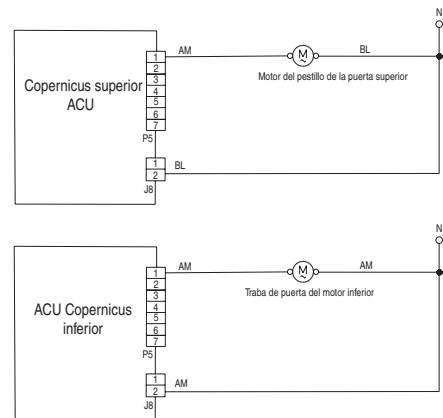 N
AM
BL
1
2
3
4
5
6
7
P5
Copernicus superior
ACU
Motor del pestillo de la puerta superior
M
1
2
BL
J8
N
AM
AM
1
2
3
4
5
6
7
P5
ACU Copernicus
inferior
Traba de puerta del motor inferior
M
1
2
AM
J8